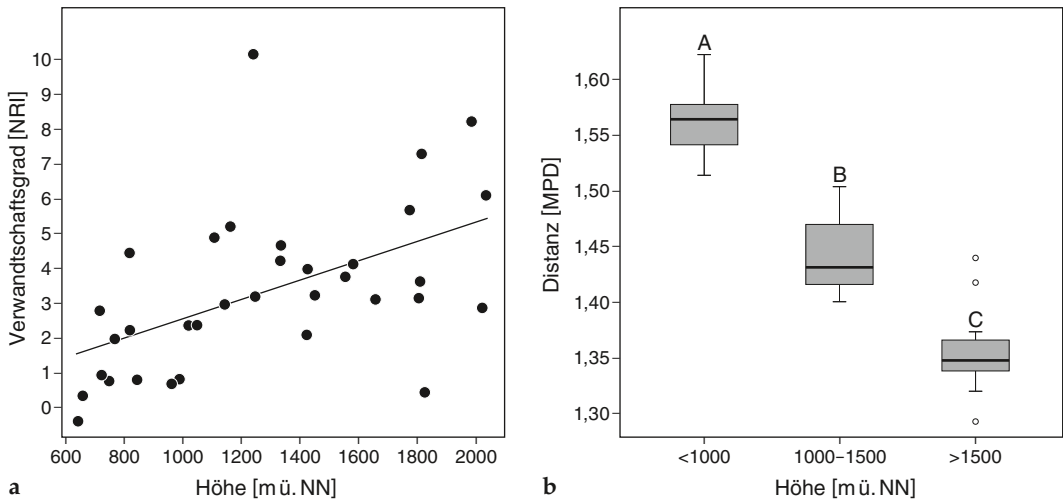 Verwandtschaftsgrad [NRI]
10
9
8
7
6
5
4
3
2
1
0
600 800 1000 1200 1400 1600 1800 2000
Höhe [m ü. NN]
a
Distanz [MPD]
1,60
1,55
1,50
1,45
1,40
1,35
1,30
A
B
C
<1000 1000–1500 >1500
Höhe [m ü. NN]
b